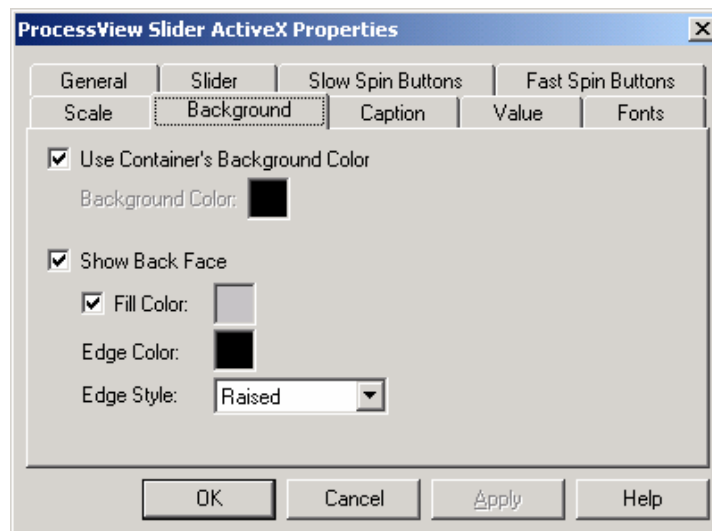 ProcessView Slider ActiveX Properties
General Slider Slow Spin Buttons Fast Spin Buttons
Scale Background Caption Value Fonts
Use Container's Background Color
Background Color:
Show Back Face
Fill Color:
Edge Color:
Edge Style: Raised
OK Cancel Apply Help